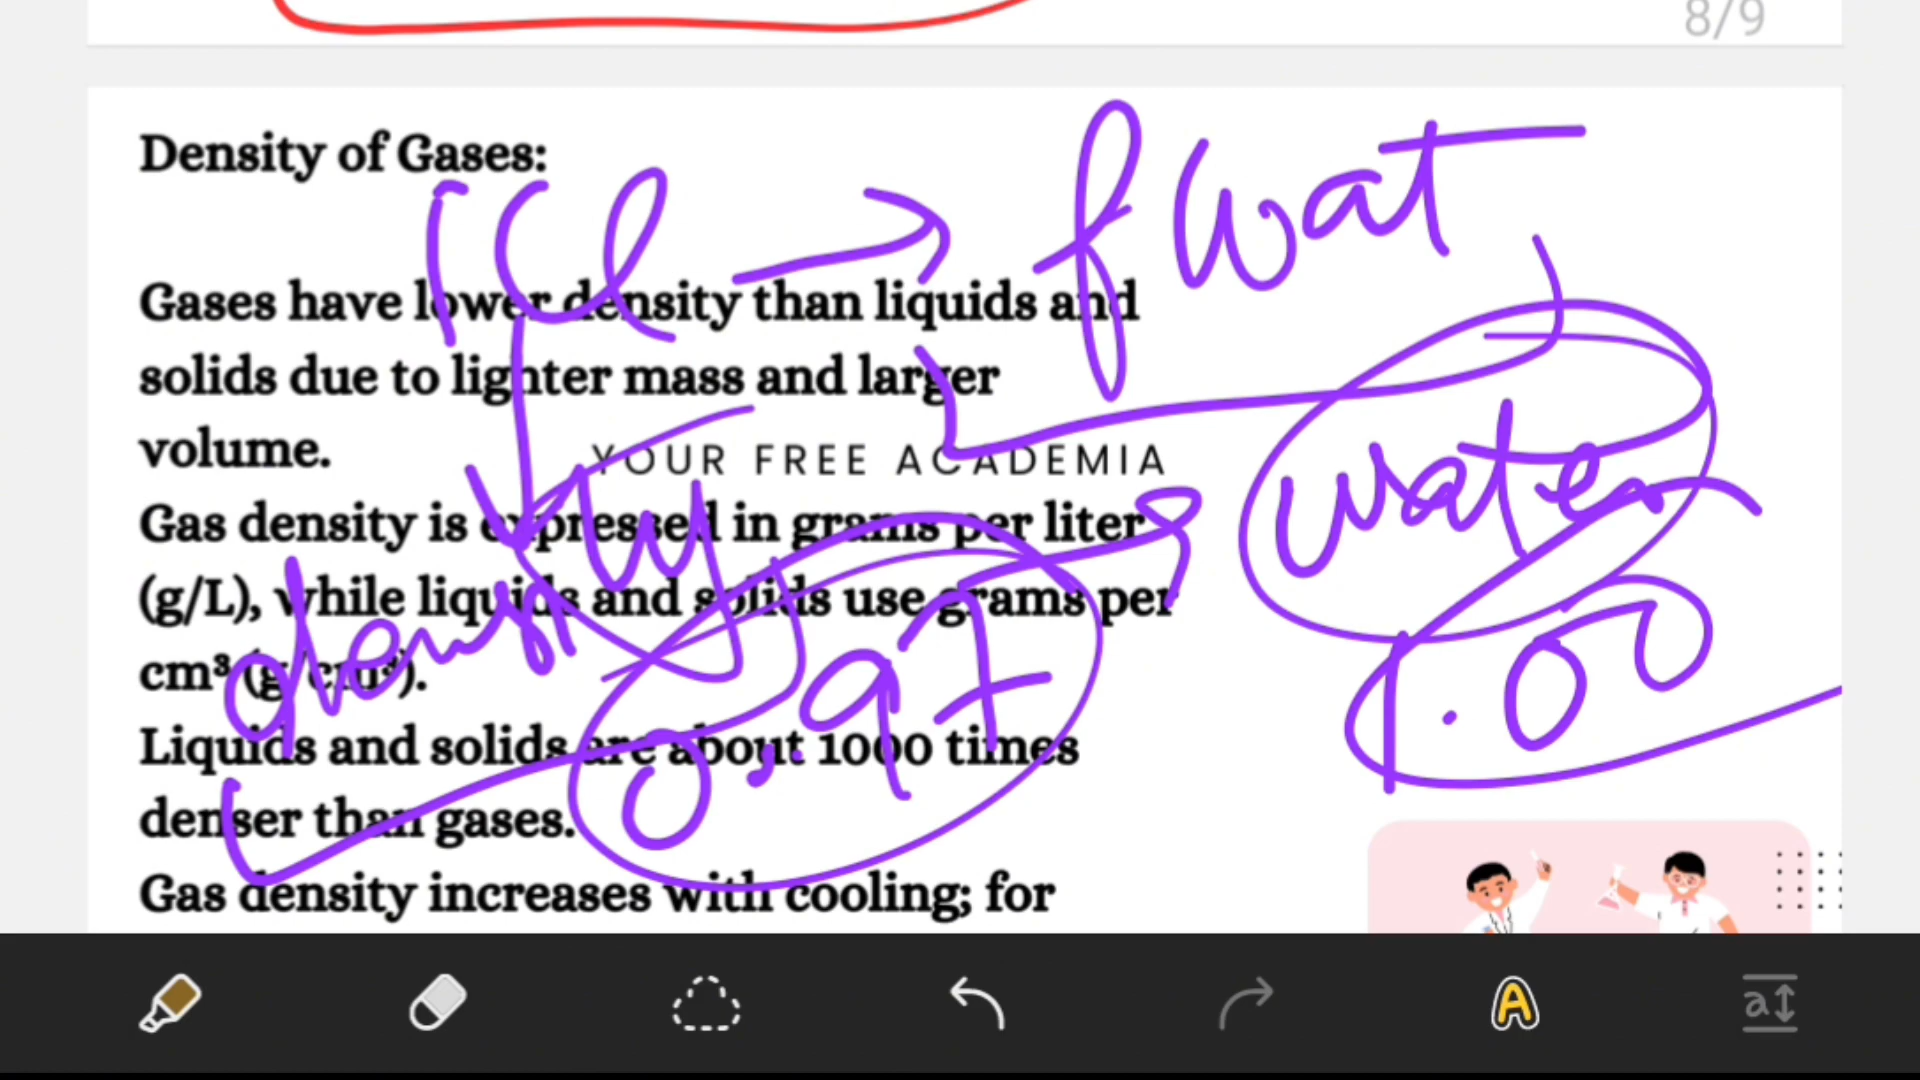 8/9
Density of Gases:
ice → f wat
Gases have lower density than liquids and
solids due to lighter mass and larger
volume.
YOUR FREE ACADEMIA
water
Gas density is expressed in grams per liter
(g/L), while liquids and solids use grams per
density
1.00
cm³ (g/cm³).
0.97
Liquids and solids are about 1000 times
denser than gases.
Gas density increases with cooling; for
A
a